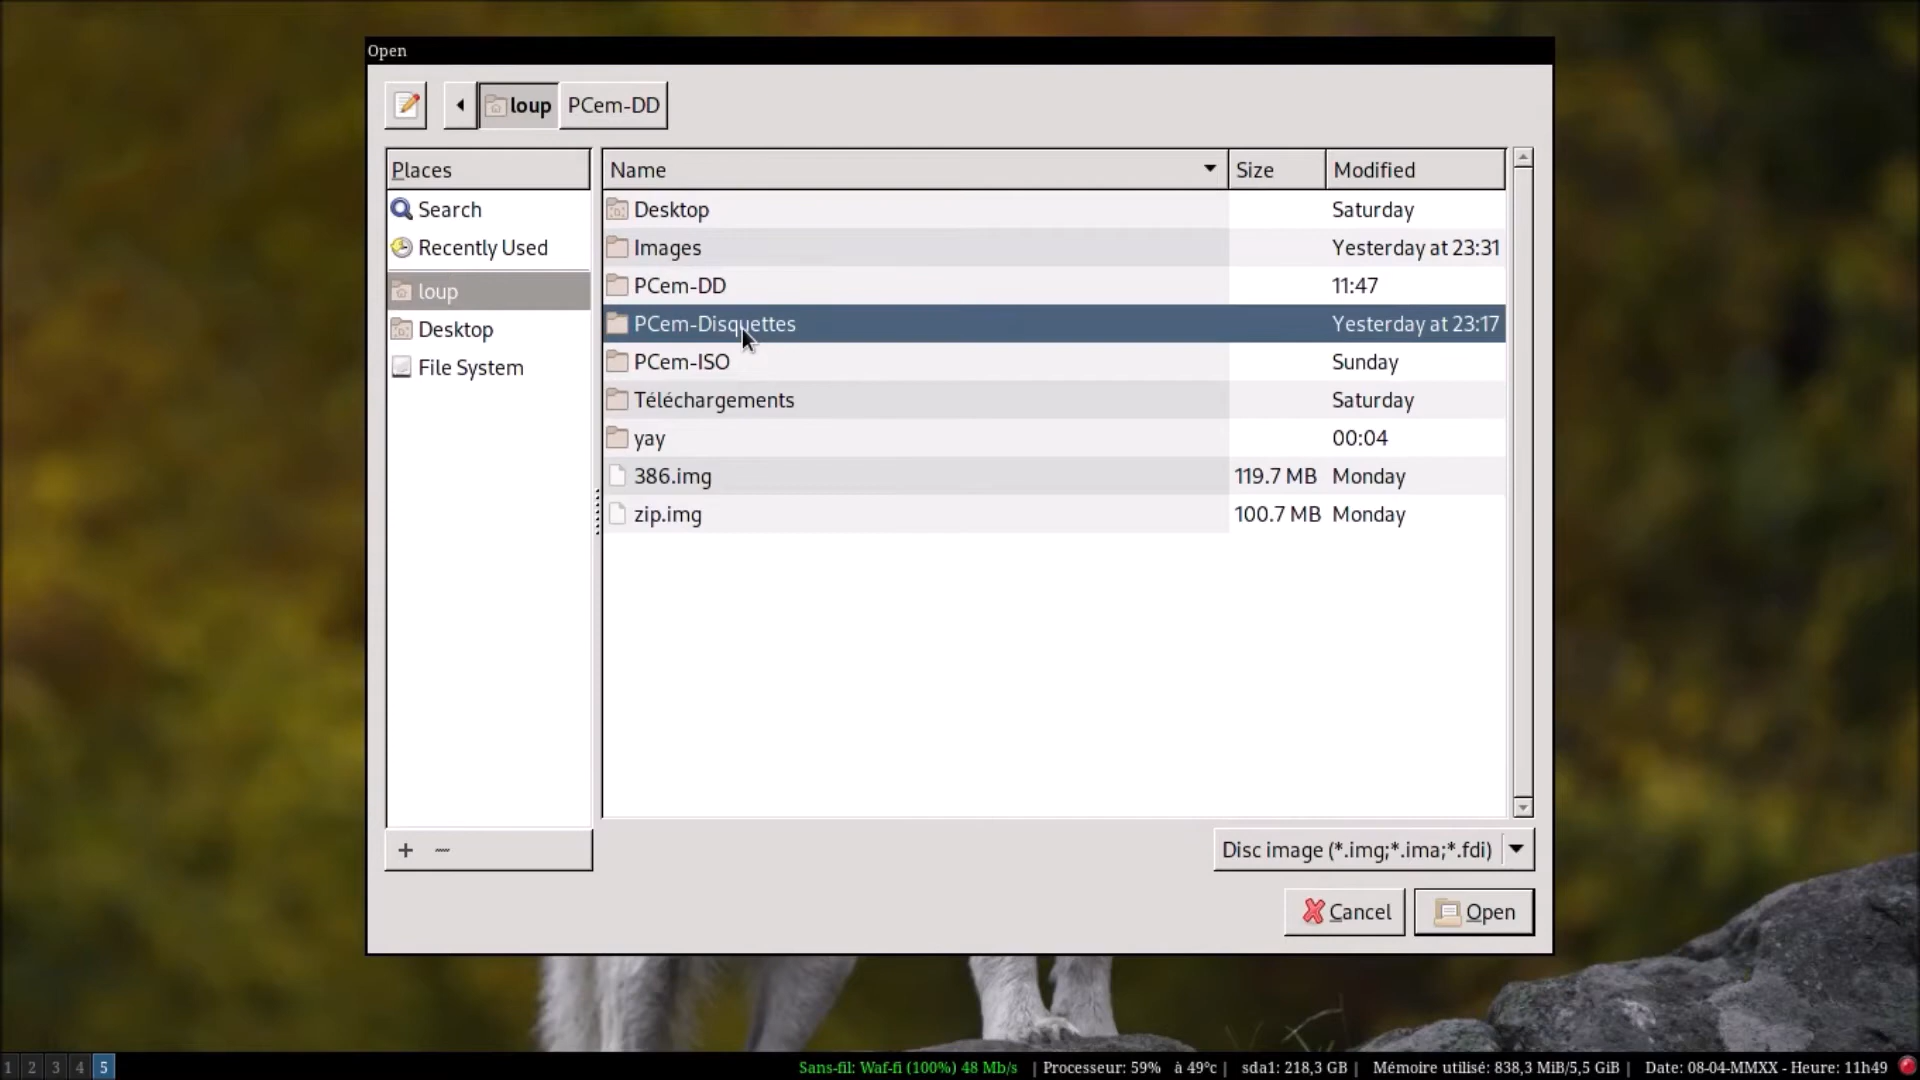 Open
loup PCem-DD
Places
Search
Recently Used
loup
Desktop
File System
Name Size Modified
Desktop Saturday
Images Yesterday at 23:31
PCem-DD 11:47
PCem-Disquettes Yesterday at 23:17
PCem-ISO Sunday
Téléchargements Saturday
yay 00:04
386.img 119.7 MB Monday
zip.img 100.7 MB Monday
Disc image (*.img;*.ima;*.fdi)
Cancel Open
1 2 3 4 5 Sans-fil: Waf-fi (100%) 48 Mb/s | Processeur: 59% à 49°c | sda1: 218,3 GB | Mémoire utilisé: 838,3 MiB/5,5 GiB | Date: 08-04-MMXX - Heure: 11h49